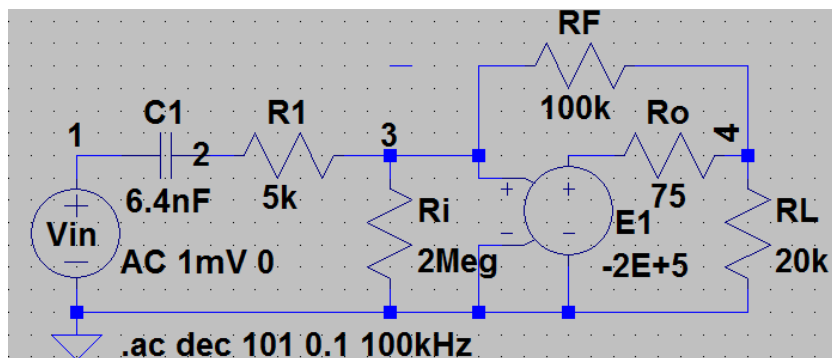 RF
100k
C1
R1
Ro
1
2
3
4
6.4nF
5k
75
Vin
+
−
AC 1mV 0
Ri
2Meg
+
−
+
−
E1
-2E+5
RL
20k
.ac dec 101 0.1 100kHz